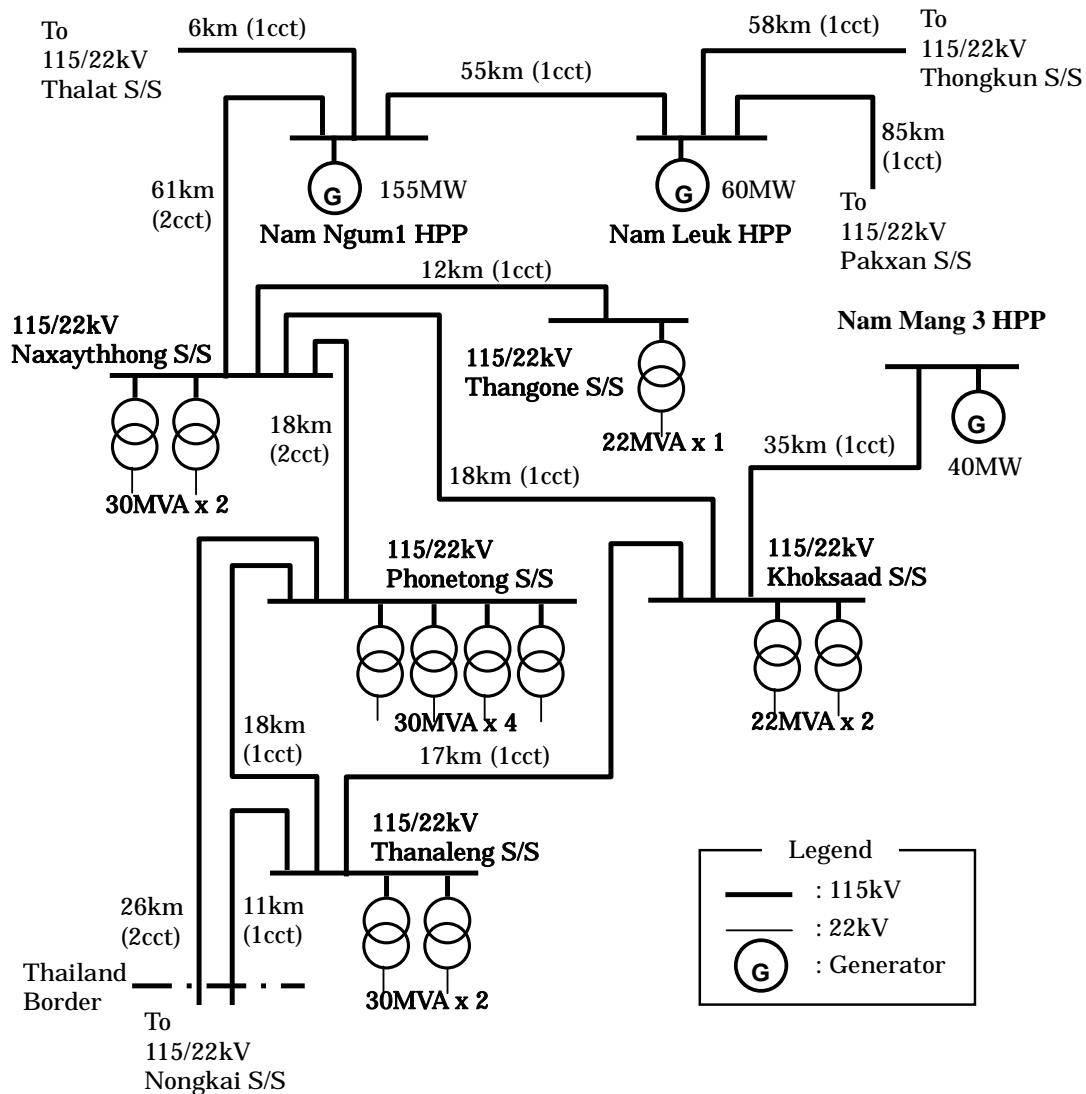 To
115/22kV
Thalat S/S
6km (1cct)
55km (1cct)
58km (1cct)
To
115/22kV
Thongkun S/S
85km
(1cct)
61km
(2cct)
G
155MW
Nam Ngum1 HPP
G
60MW
Nam Leuk HPP
To
115/22kV
Pakxan S/S
12km (1cct)
115/22kV
Naxaythhong S/S
30MVA x 2
18km
(2cct)
115/22kV
Thangone S/S
22MVA x 1
18km (1cct)
Nam Mang 3 HPP
G
40MW
35km (1cct)
115/22kV
Phonetong S/S
30MVA x 4
115/22kV
Khoksaad S/S
22MVA x 2
18km
(1cct)
17km (1cct)
115/22kV
Thanaleng S/S
30MVA x 2
26km
(2cct)
11km
(1cct)
Thailand
Border
To
115/22kV
Nongkai S/S
Legend
: 115kV
: 22kV
G
: Generator